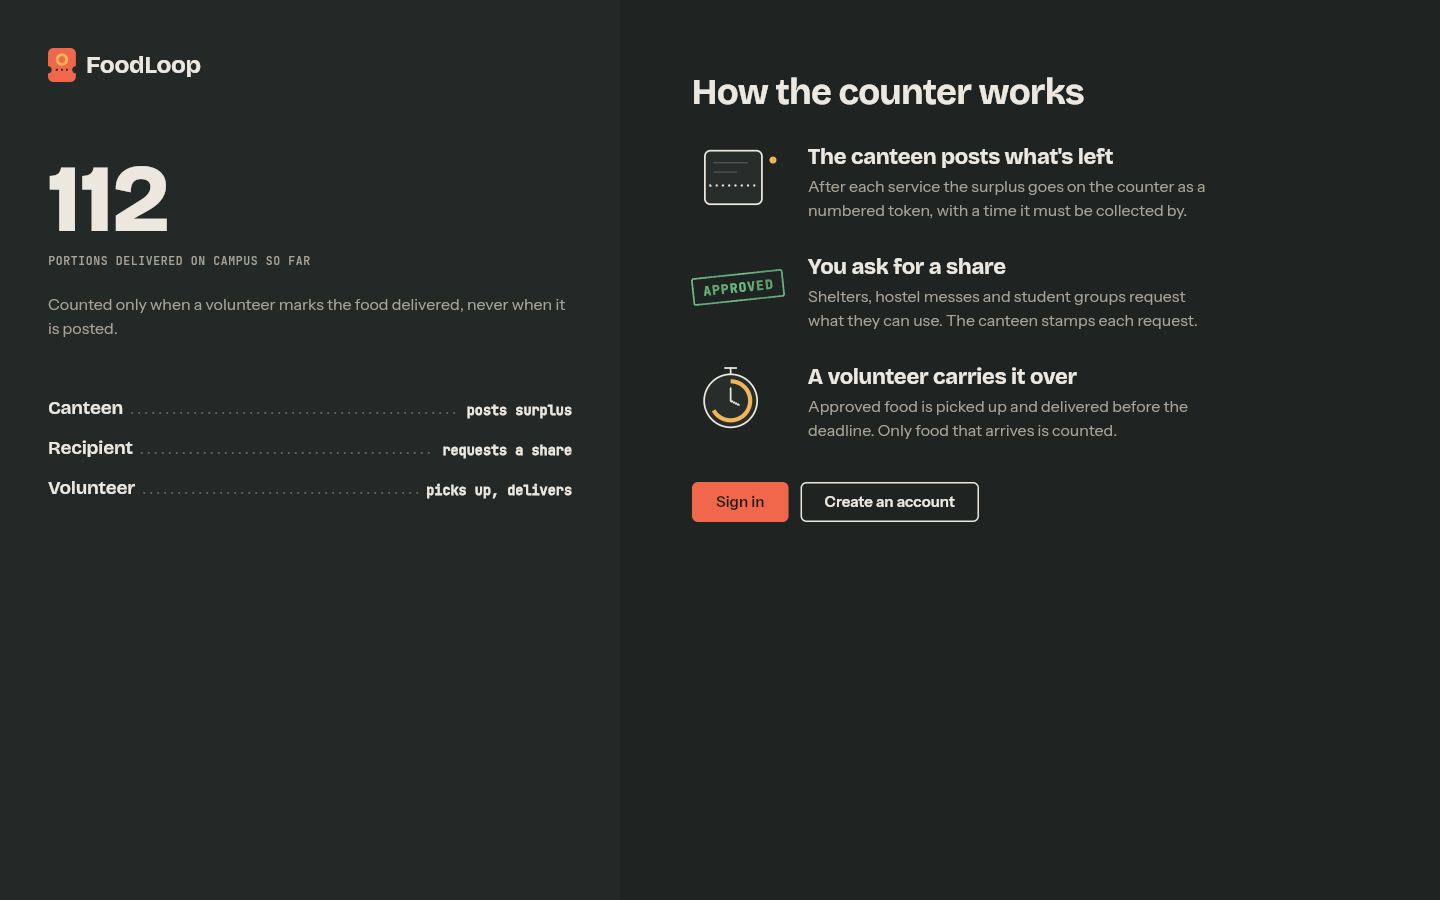 FoodLoop
112
PORTIONS DELIVERED ON CAMPUS SO FAR
Counted only when a volunteer marks the food delivered, never when it
is posted.
Canteen posts surplus
Recipient requests a share
Volunteer picks up, delivers
How the counter works
The canteen posts what's left
After each service the surplus goes on the counter as a
numbered token, with a time it must be collected by.
APPROVED
You ask for a share
Shelters, hostel messes and student groups request
what they can use. The canteen stamps each request.
A volunteer carries it over
Approved food is picked up and delivered before the
deadline. Only food that arrives is counted.
Sign in
Create an account